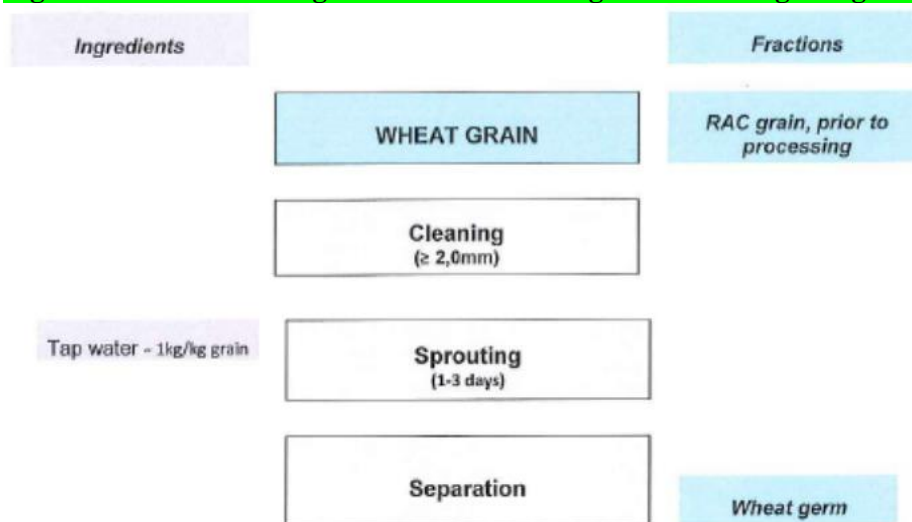 Ingredients
Fractions
WHEAT GRAIN
RAC grain, prior to
processing
Cleaning
(≥ 2,0mm)
Tap water - 1kg/kg grain
Sprouting
(1-3 days)
Separation
Wheat germ